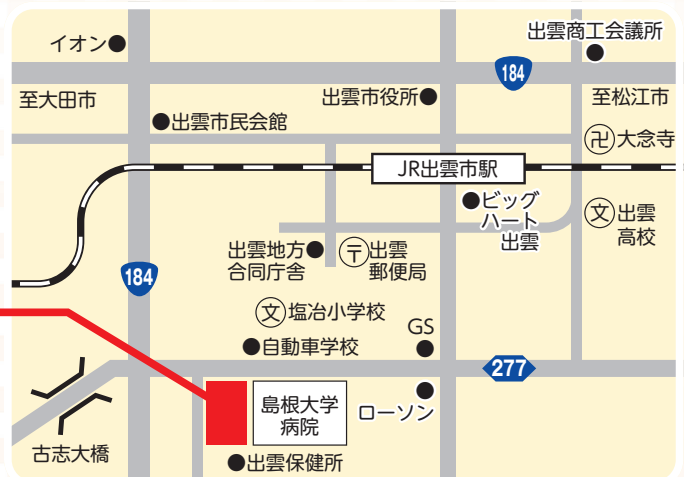 イオン
出雲商工会議所
184
至大田市
出雲市役所
至松江市
出雲市民会館
卍
大念寺
JR出雲市駅
ビッグ
ハート
出雲
文
出雲
高校
出雲地方
合同庁舎
〒
出雲
郵便局
184
文
塩冶小学校
GS
自動車学校
277
島根大学
病院
ローソン
古志大橋
出雲保健所